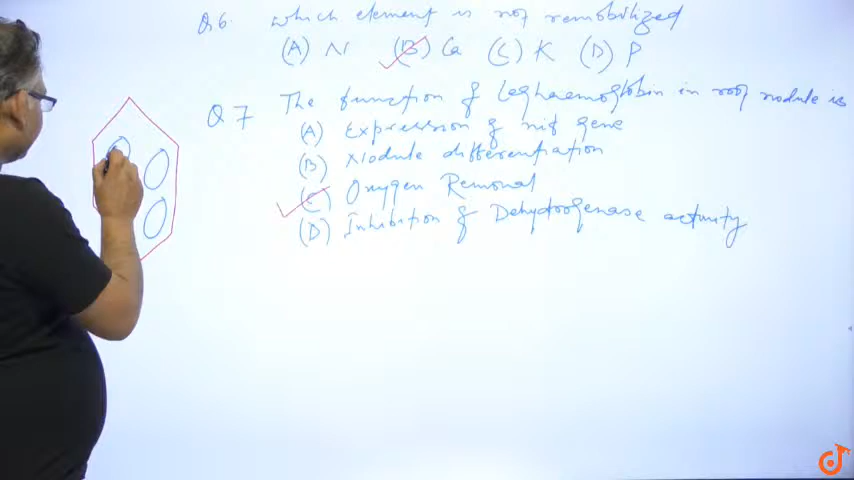 Q6. which element is not remobilized
(A) N (B) Ca (C) K (D) P
Q7 The function of leghaemoglobin in root nodule is
(A) Expression of nif gene
(B) Nodule differentiation
(C) Oxygen Removal
(D) Inhibition of Dehydrogenase activity